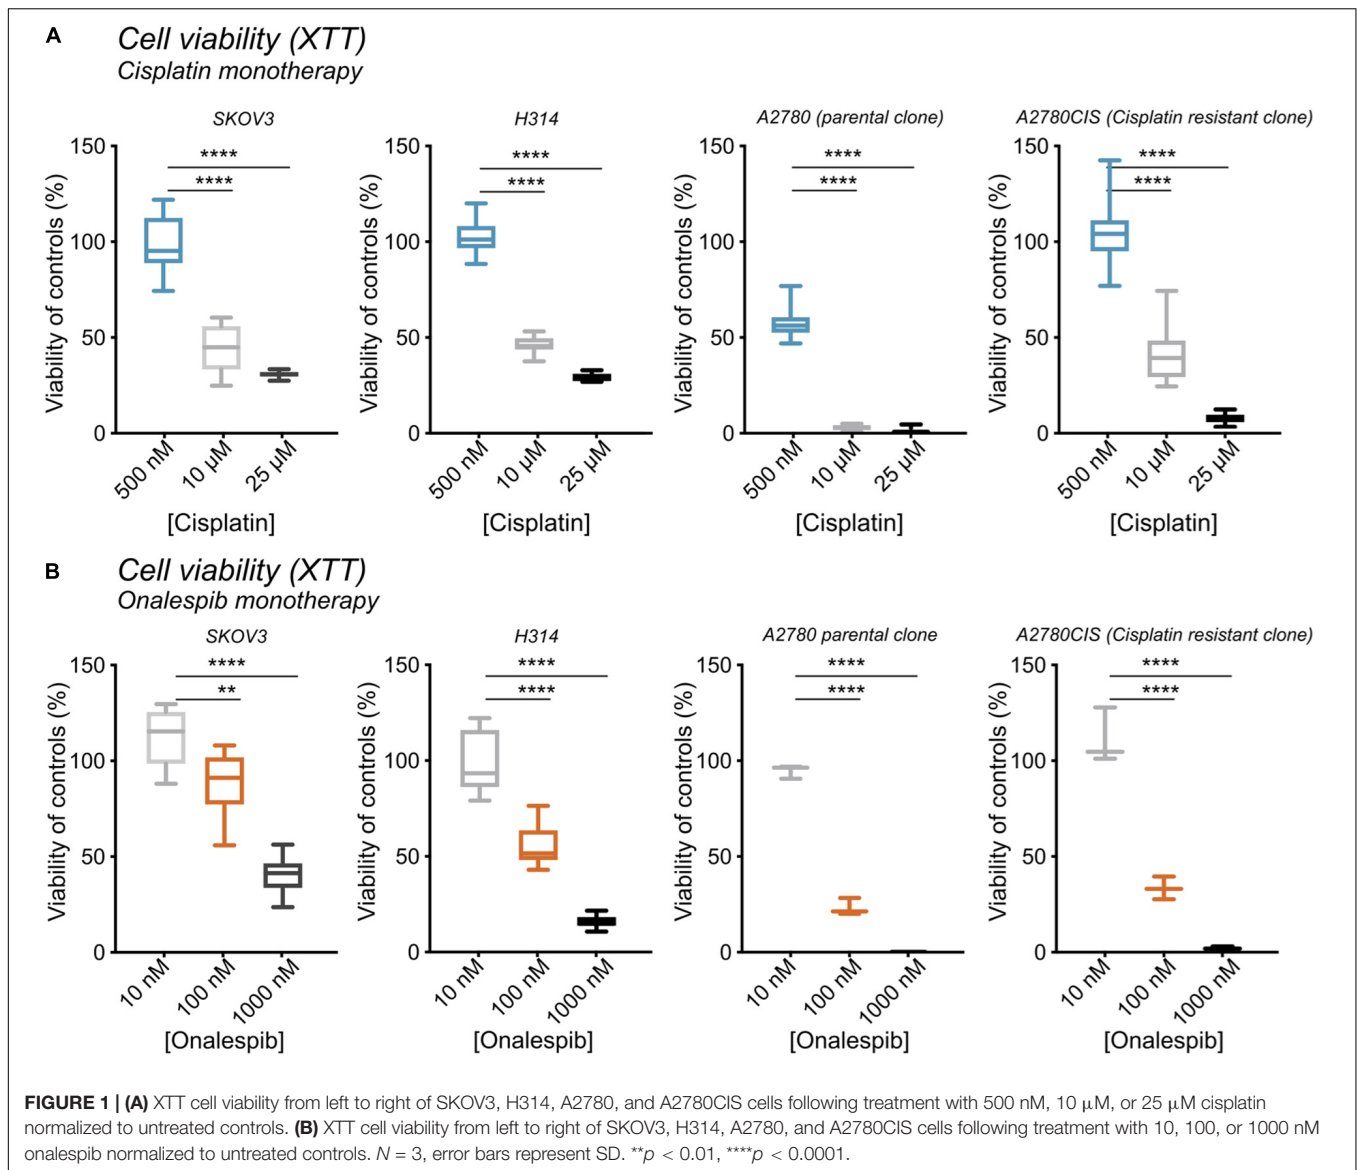 A
Cell viability (XTT)
Cisplatin monotherapy
SKOV3
150
100
50
0
Viability of controls (%)
****
****
500 nM
10 µM
25 µM
[Cisplatin]
H314
150
100
50
0
Viability of controls (%)
****
****
500 nM
10 µM
25 µM
[Cisplatin]
A2780 (parental clone)
150
100
50
0
Viability of controls (%)
****
****
500 nM
10 µM
25 µM
[Cisplatin]
A2780CIS (Cisplatin resistant clone)
150
100
50
0
Viability of controls (%)
****
****
500 nM
10 µM
25 µM
[Cisplatin]
B
Cell viability (XTT)
Onalespib monotherapy
SKOV3
150
100
50
0
Viability of controls (%)
****
**
10 nM
100 nM
1000 nM
[Onalespib]
H314
150
100
50
0
Viability of controls (%)
****
****
10 nM
100 nM
1000 nM
[Onalespib]
A2780 parental clone
150
100
50
0
Viability of controls (%)
****
****
10 nM
100 nM
1000 nM
[Onalespib]
A2780CIS (Cisplatin resistant clone)
150
100
50
0
Viability of controls (%)
****
****
10 nM
100 nM
1000 nM
[Onalespib]
FIGURE 1 | (A) XTT cell viability from left to right of SKOV3, H314, A2780, and A2780CIS cells following treatment with 500 nM, 10 µM, or 25 µM cisplatin
normalized to untreated controls. (B) XTT cell viability from left to right of SKOV3, H314, A2780, and A2780CIS cells following treatment with 10, 100, or 1000 nM
onalespib normalized to untreated controls. N = 3, error bars represent SD. **p < 0.01, ****p < 0.0001.